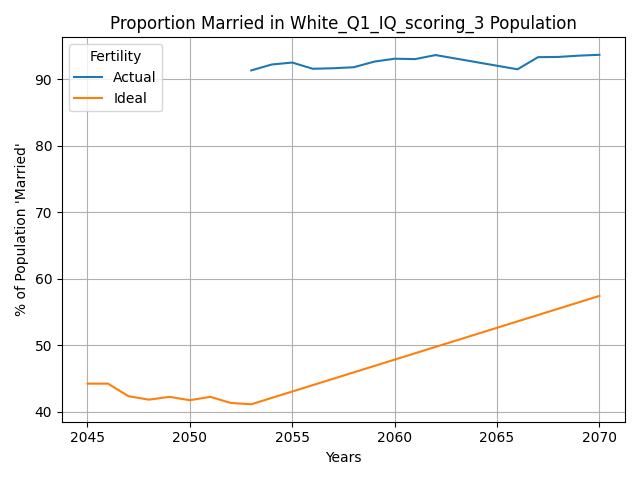 Proportion Married in White_Q1_IQ_scoring_3 Population
% of Population 'Married'
Fertility
Actual
Ideal
90
80
70
60
50
40
2045 2050 2055 2060 2065 2070
Years